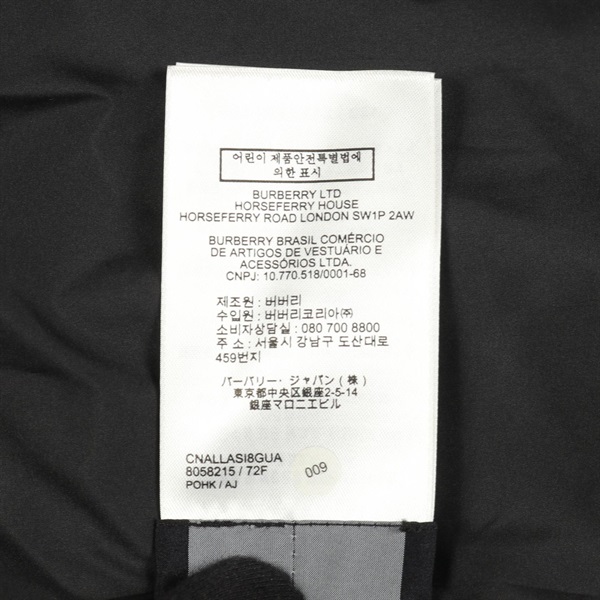 어린이 제품안전특별법에
의한 표시
BURBERRY LTD
HORSEFERRY HOUSE
HORSEFERRY ROAD LONDON SW1P 2AW
BURBERRY BRASIL COMÉRCIO
DE ARTIGOS DE VESTUÁRIO E
ACESSÓRIOS LTDA.
CNPJ: 10.770.518/0001-68
제조원 : 버버리
수입원 : 버버리코리아㈜
소비자상담실 : 080 700 8800
주 소 : 서울시 강남구 도산대로
459번지
バーバリー・ジャパン（株）
東京都中央区銀座2-5-14
銀座マロニエビル
CNALLASI8GUA
8058215 / 72F
POHK / AJ
009